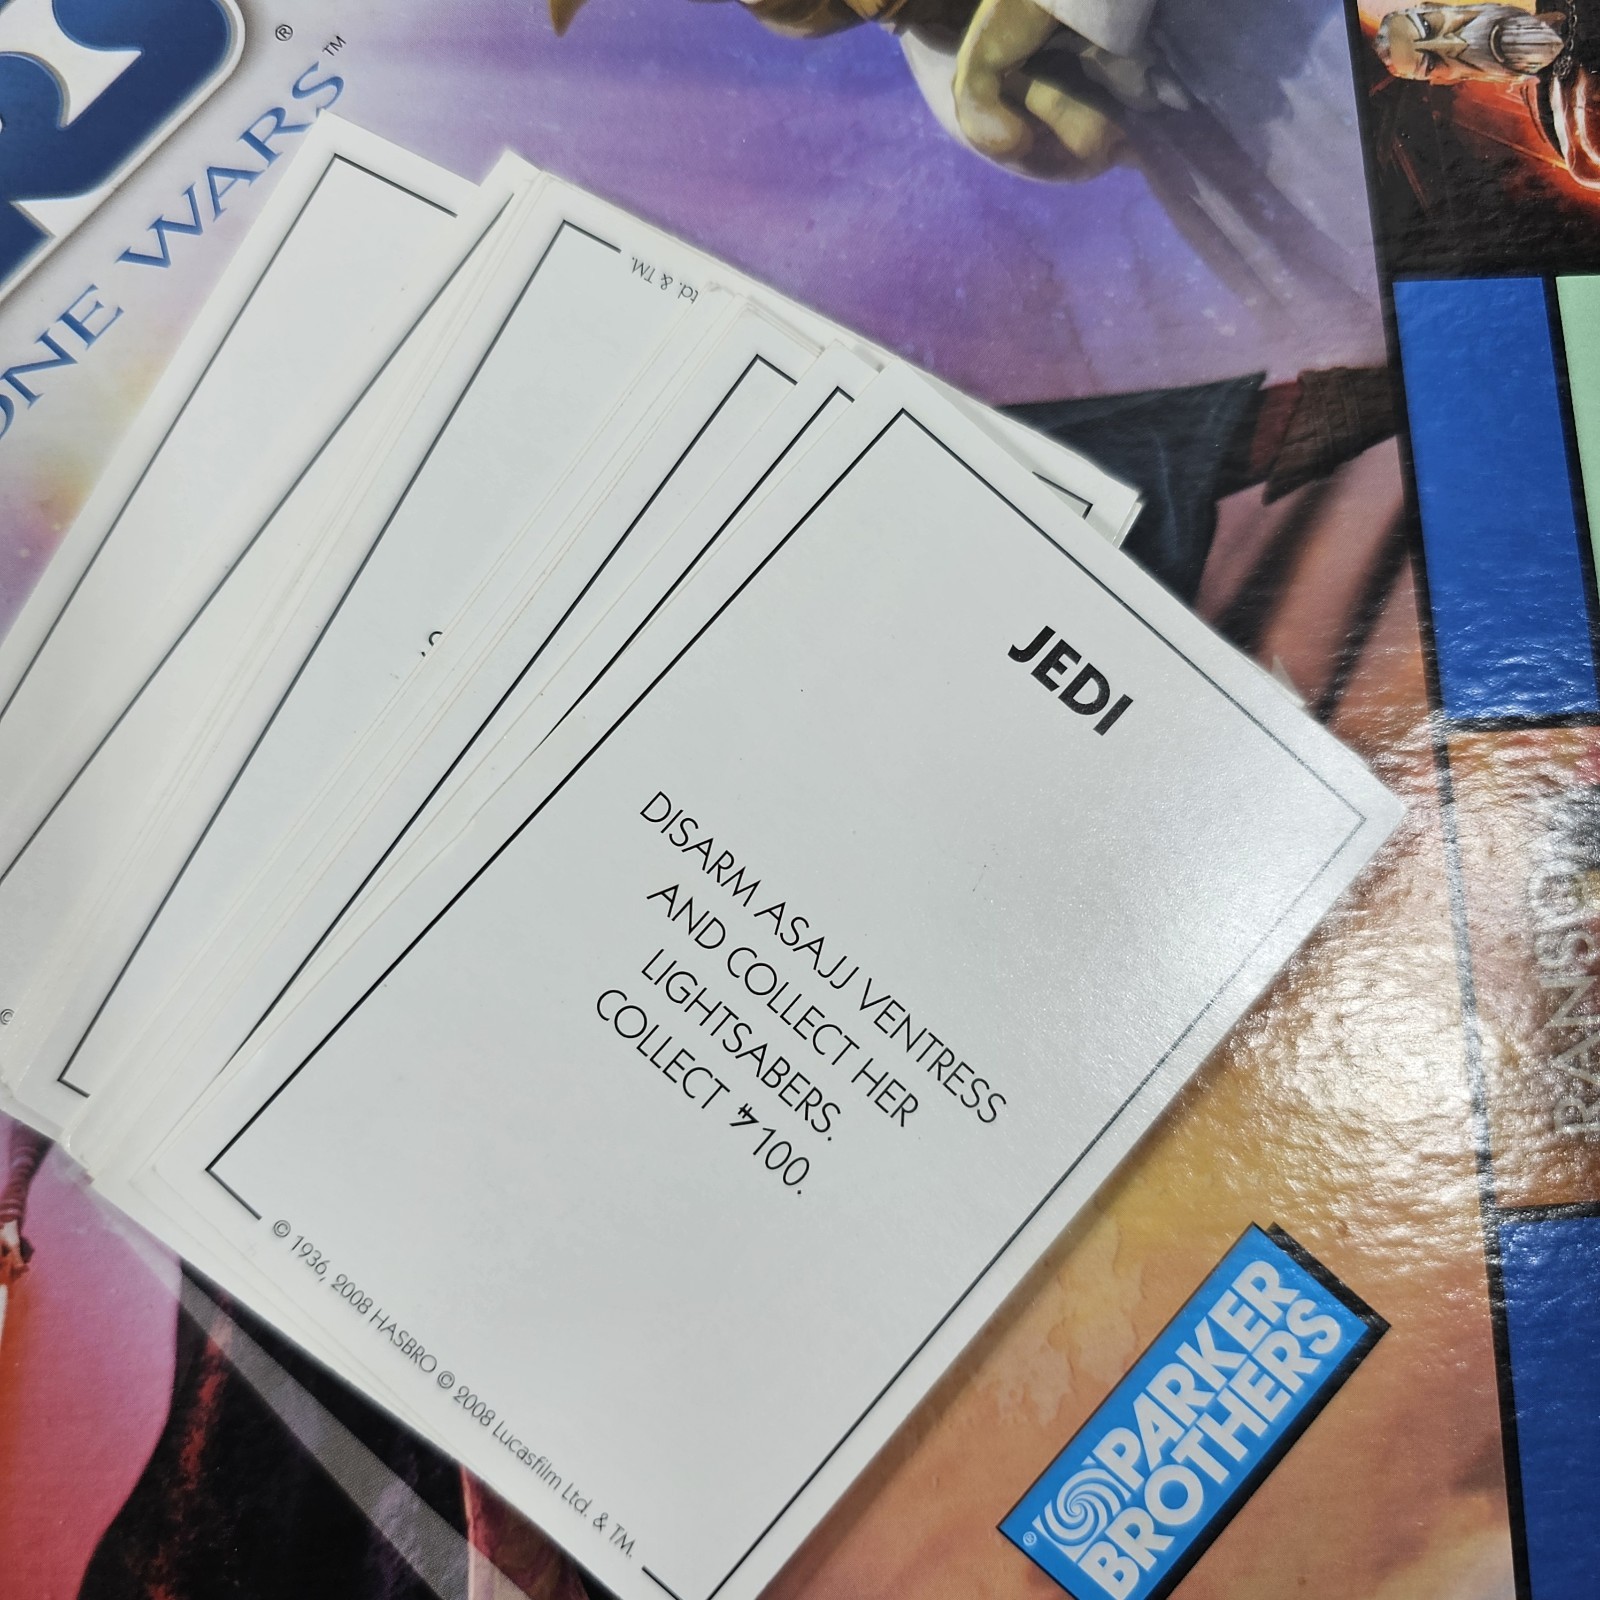 ®
ONE WARS™
td. & TM.
©
JEDI
DISARM ASAJJ VENTRESS
AND COLLECT HER
LIGHTSABERS.
COLLECT 100.
© 1936, 2008 HASBRO © 2008 Lucasfilm Ltd. & TM.
PARKER
BROTHERS
®